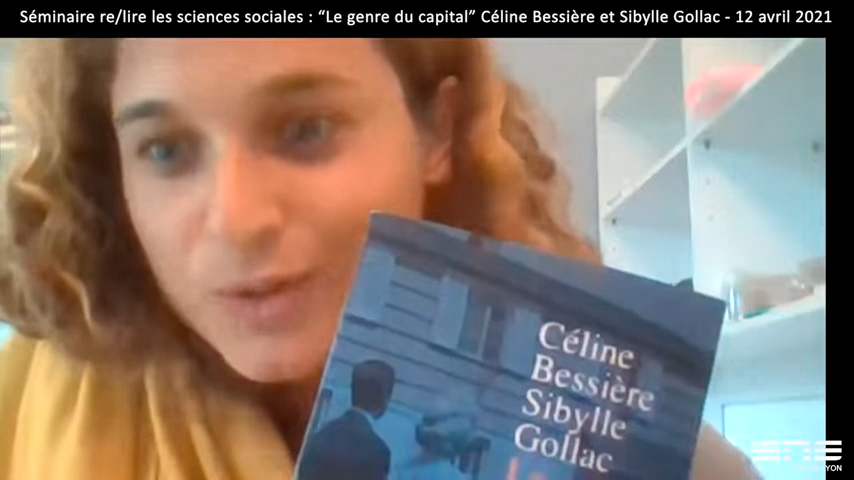 Séminaire re/lire les sciences sociales : “Le genre du capital” Céline Bessière et Sibylle Gollac - 12 avril 2021
Céline
Bessière
Sibylle
Gollac
ENS